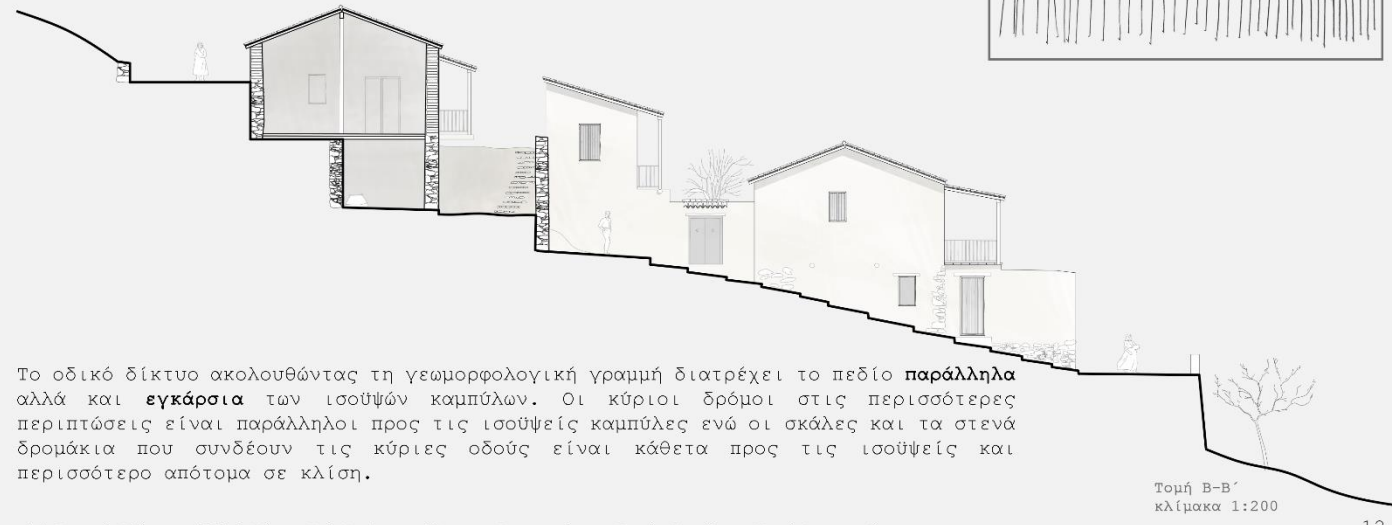 Το οδικό δίκτυο ακολουθώντας τη γεωμορφολογική γραμμή διατρέχει το πεδίο παράλληλα
αλλά και εγκάρσια των ισοϋψών καμπύλων. Οι κύριοι δρόμοι στις περισσότερες
περιπτώσεις είναι παράλληλοι προς τις ισοϋψείς καμπύλες ενώ οι σκάλες και τα στενά
δρομάκια που συνδέουν τις κύριες οδούς είναι κάθετα προς τις ισοϋψείς και
περισσότερο απότομα σε κλίση.
Τομή Β-Β΄
κλίμακα 1:200